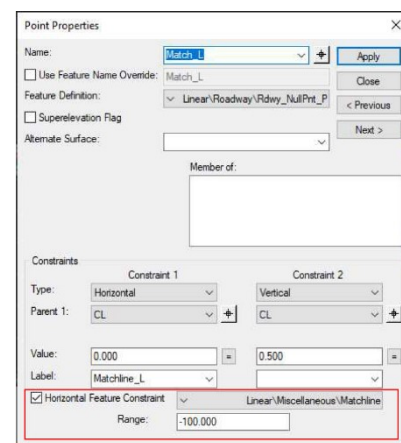 Point Properties
Name: Match_L Apply
Use Feature Name Override: Match_L Close
Feature Definition: Linear\Roadway\Rdwy_NullPnt_P < Previous
Superelevation Flag Next >
Alternate Surface:
Member of:
Constraints
Constraint 1 Constraint 2
Type: Horizontal Vertical
Parent 1: CL CL
Value: 0.000 = 0.500 =
Label: Matchline_L
Horizontal Feature Constraint Linear\Miscellaneous\Matchline
Range: -100.000